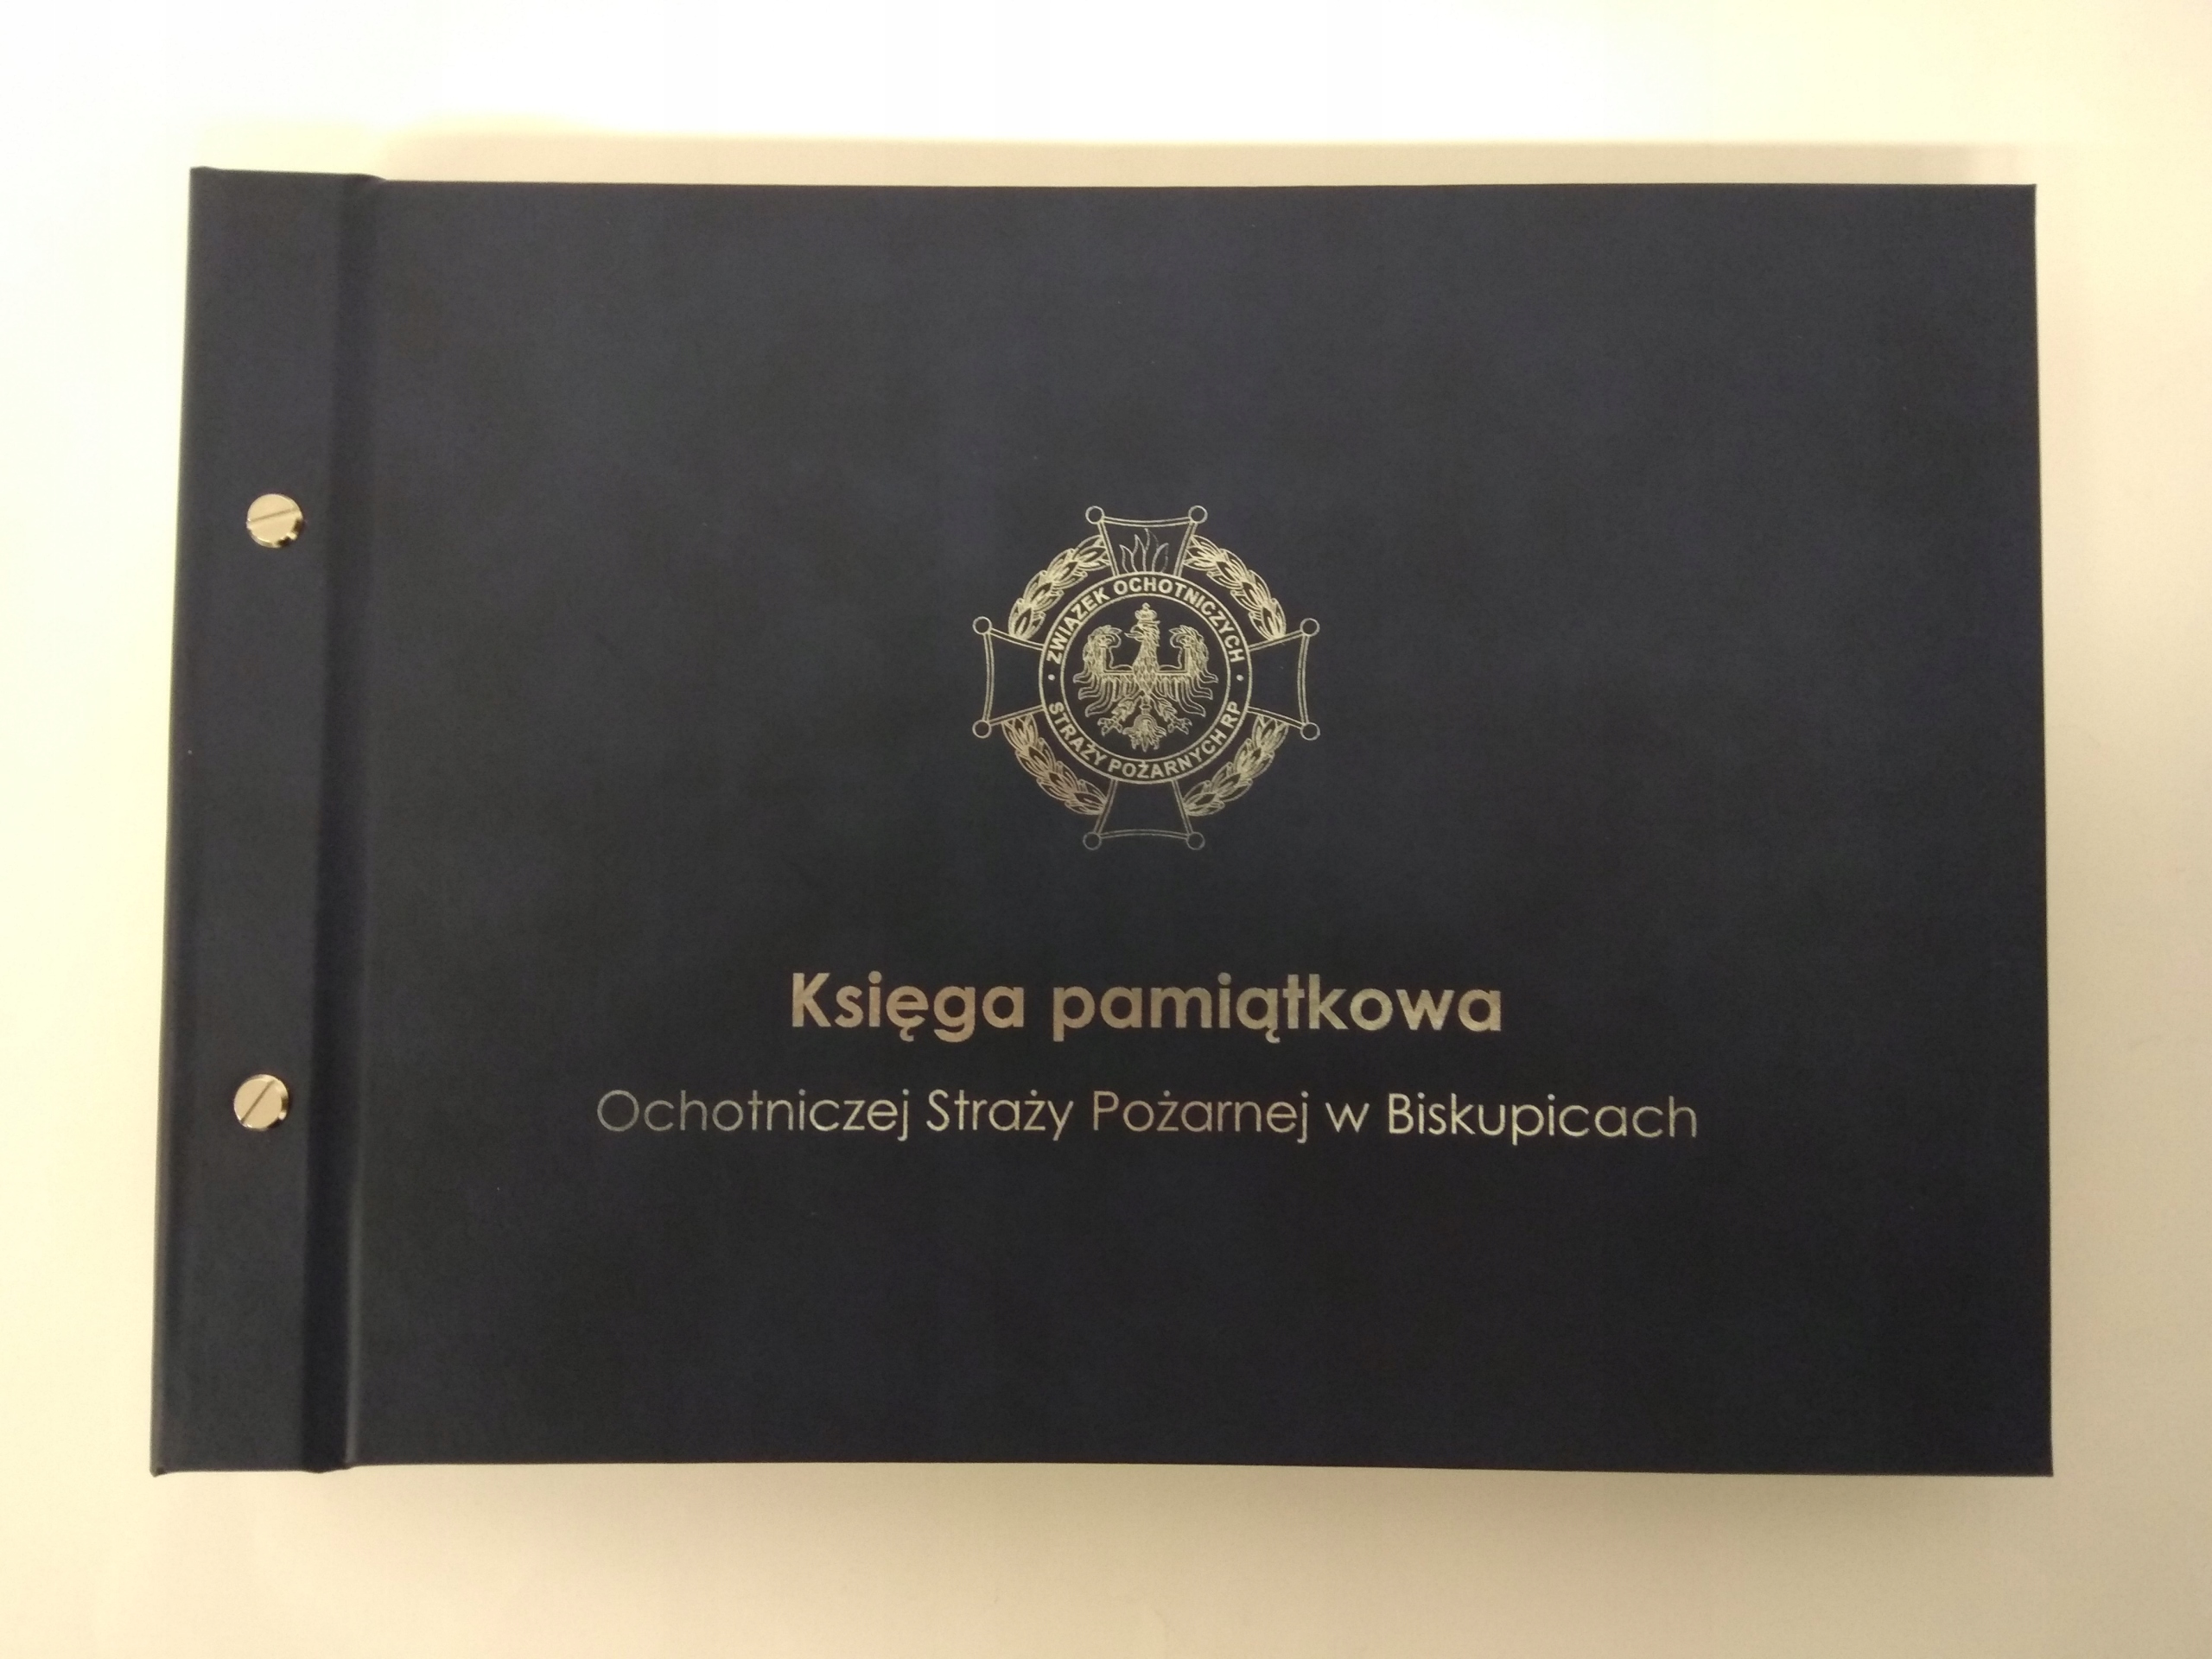 ZWIĄZEK OCHOTNICZYCH
STRAŻY POŻARNYCH RP
Księga pamiątkowa
Ochotniczej Straży Pożarnej w Biskupicach